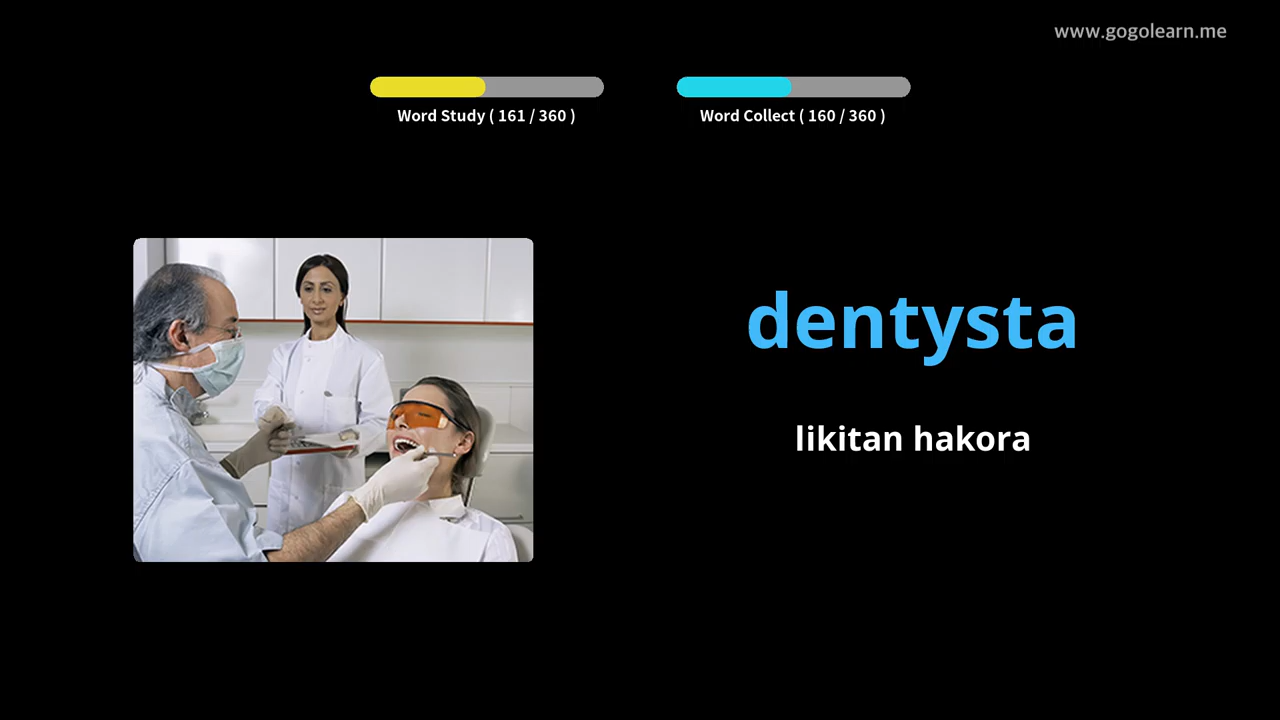 www.gogolearn.me
Word Study ( 161 / 360 )
Word Collect ( 160 / 360 )
dentysta
likitan hakora